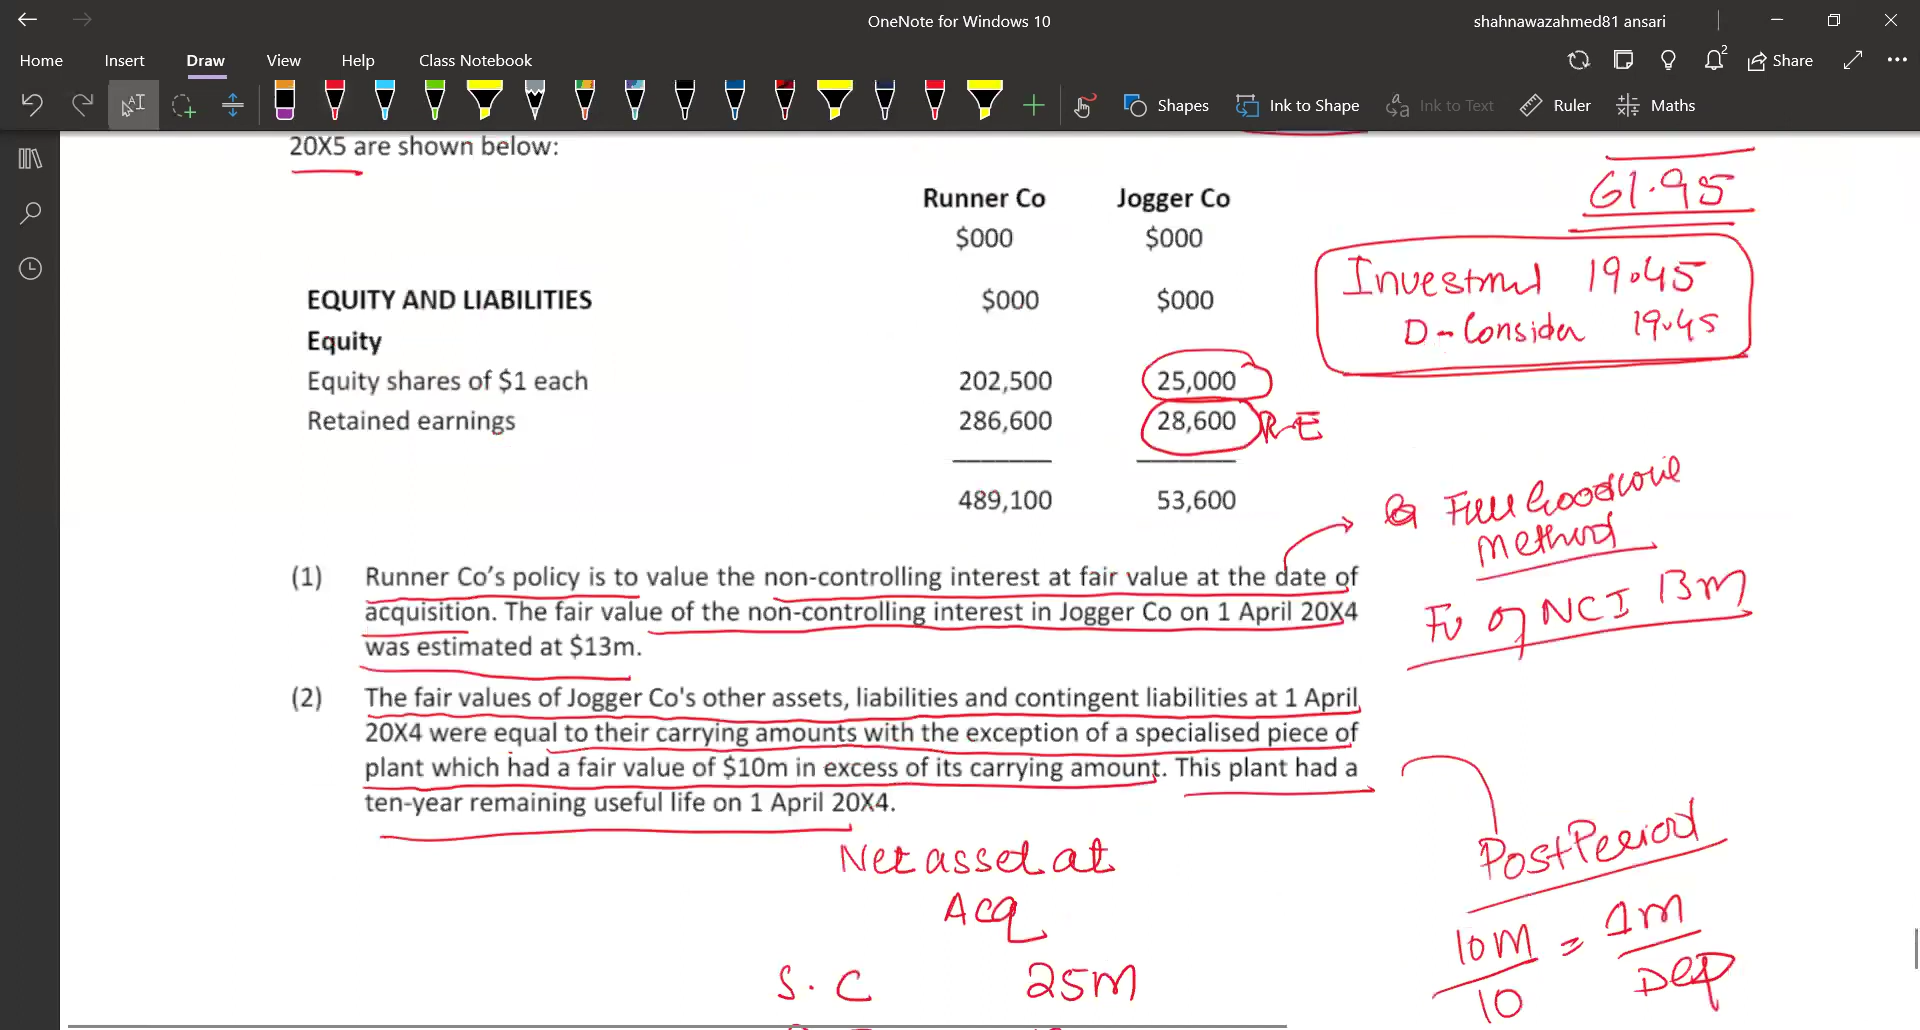 OneNote for Windows 10
shahnawazahmed81 ansari
Home Insert Draw View Help Class Notebook
2
Share
Shapes Ink to Shape Ink to Text Ruler Maths
20X5 are shown below:
61.95
Runner Co Jogger Co
$000 $000
Investmnt 19.45
D-Consider 19.45
EQUITY AND LIABILITIES $000 $000
Equity
Equity shares of $1 each 202,500 25,000
Retained earnings 286,600 28,600 R-E
489,100 53,600
Full Goodwill
Method
(1) Runner Co's policy is to value the non-controlling interest at fair value at the date of
acquisition. The fair value of the non-controlling interest in Jogger Co on 1 April 20X4
was estimated at $13m.
Fv of NCI 13m
(2) The fair values of Jogger Co's other assets, liabilities and contingent liabilities at 1 April
20X4 were equal to their carrying amounts with the exception of a specialised piece of
plant which had a fair value of $10m in excess of its carrying amount. This plant had a
ten-year remaining useful life on 1 April 20X4.
Net asset at
Acq
Post Period
10M = 1M
10 Dep
S. C 25M